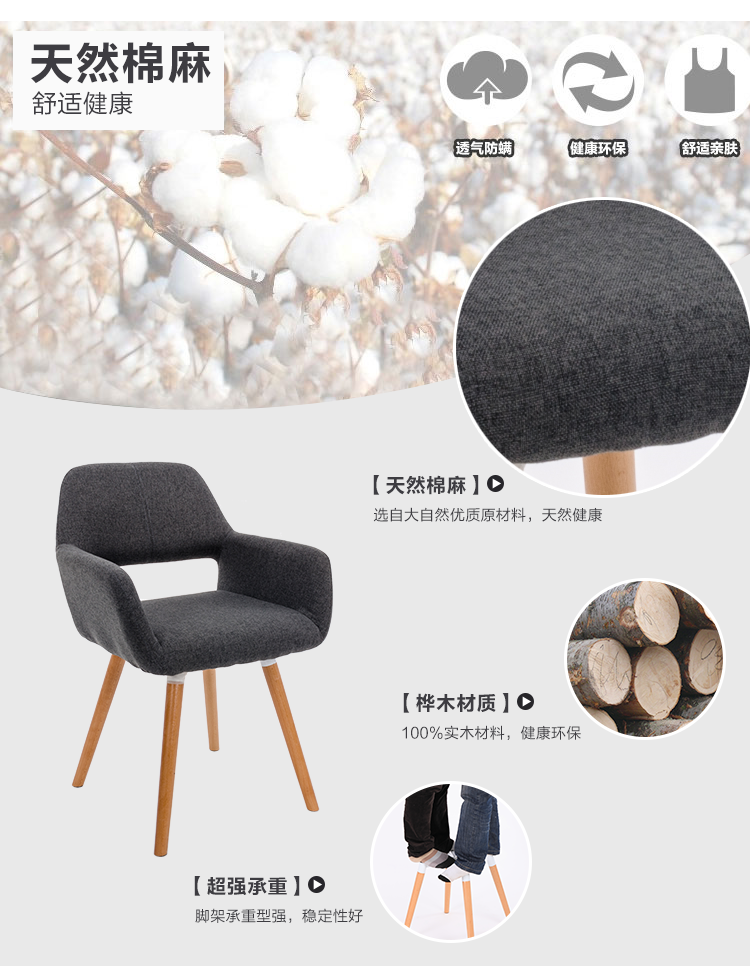 天然棉麻
舒适健康
透气防螨
健康环保
舒适亲肤
【天然棉麻】
选自大自然优质原材料，天然健康
【桦木材质】
100%实木材料，健康环保
【超强承重】
脚架承重型强，稳定性好